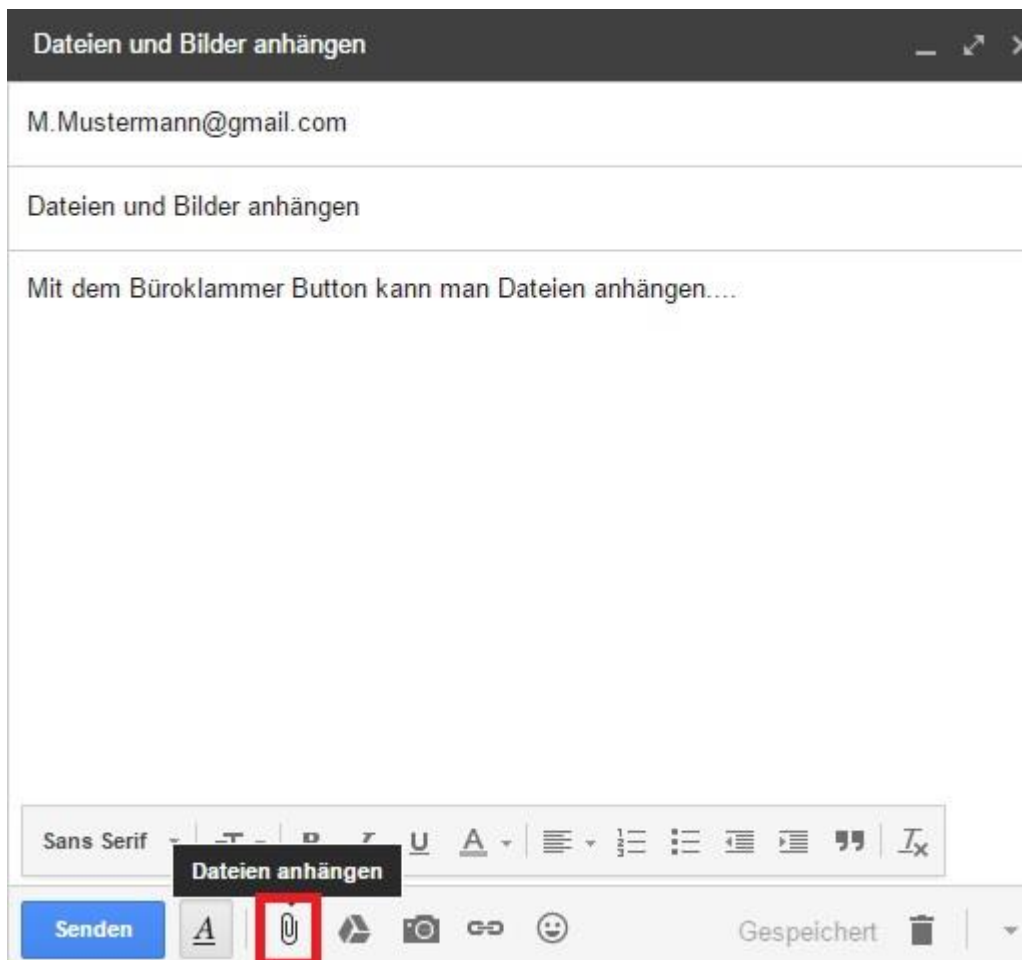 Dateien und Bilder anhängen
M.Mustermann@gmail.com
Dateien und Bilder anhängen
Mit dem Büroklammer Button kann man Dateien anhängen....
Sans Serif
U A
Dateien anhängen
Senden A Gespeichert